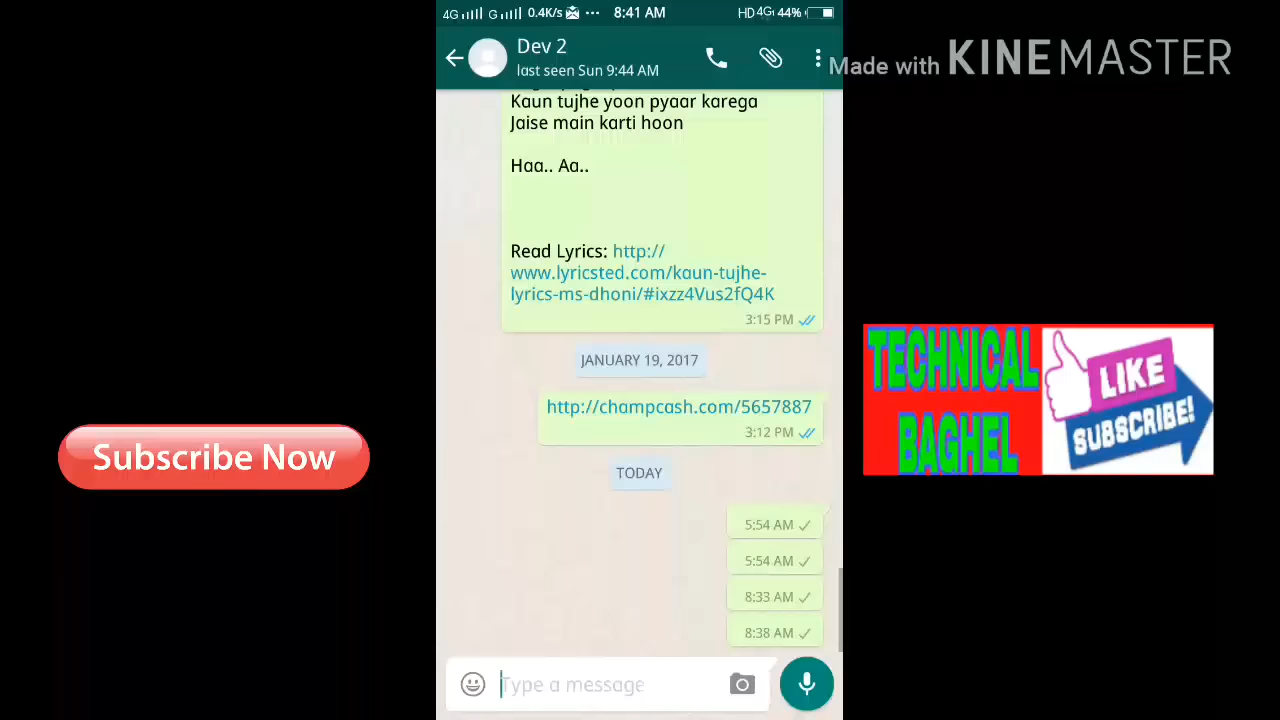 4G G 0.4K/s 8:41 AM HD 4G 44%
Dev 2
last seen Sun 9:44 AM
Made with KINEMASTER
Kaun tujhe yoon pyaar karega
Jaise main karti hoon
Haa.. Aa..
Read Lyrics: http://
www.lyricsted.com/kaun-tujhe-
lyrics-ms-dhoni/#ixzz4Vus2fQ4K
3:15 PM
JANUARY 19, 2017
http://champcash.com/5657887
3:12 PM
TODAY
5:54 AM
5:54 AM
8:33 AM
8:38 AM
Type a message
Subscribe Now
TECHNICAL
BAGHEL
LIKE
SUBSCRIBE!